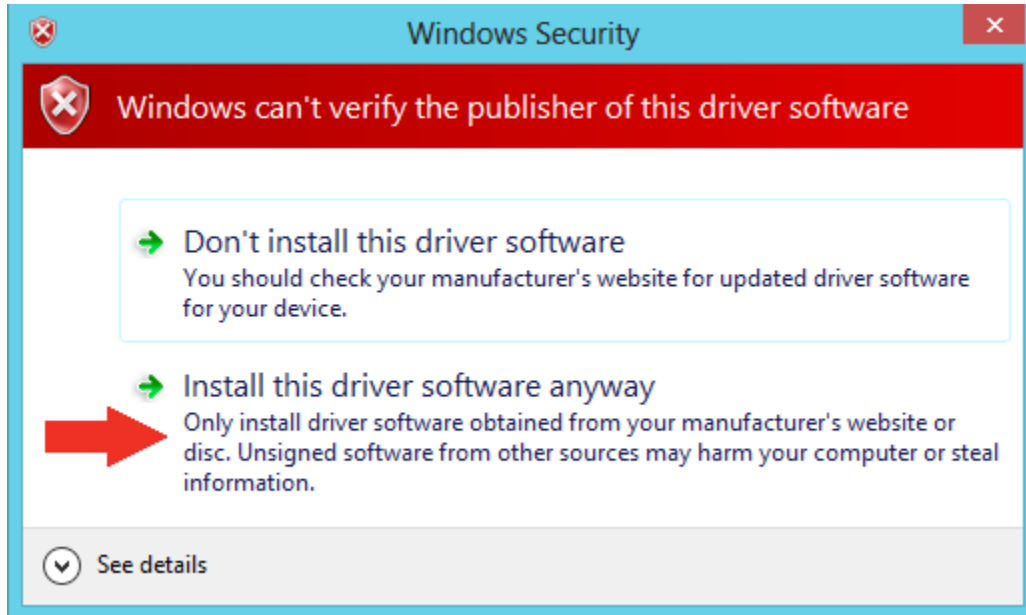 Windows Security
Windows can't verify the publisher of this driver software
Don't install this driver software
You should check your manufacturer's website for updated driver software
for your device.
Install this driver software anyway
Only install driver software obtained from your manufacturer's website or
disc. Unsigned software from other sources may harm your computer or steal
information.
See details